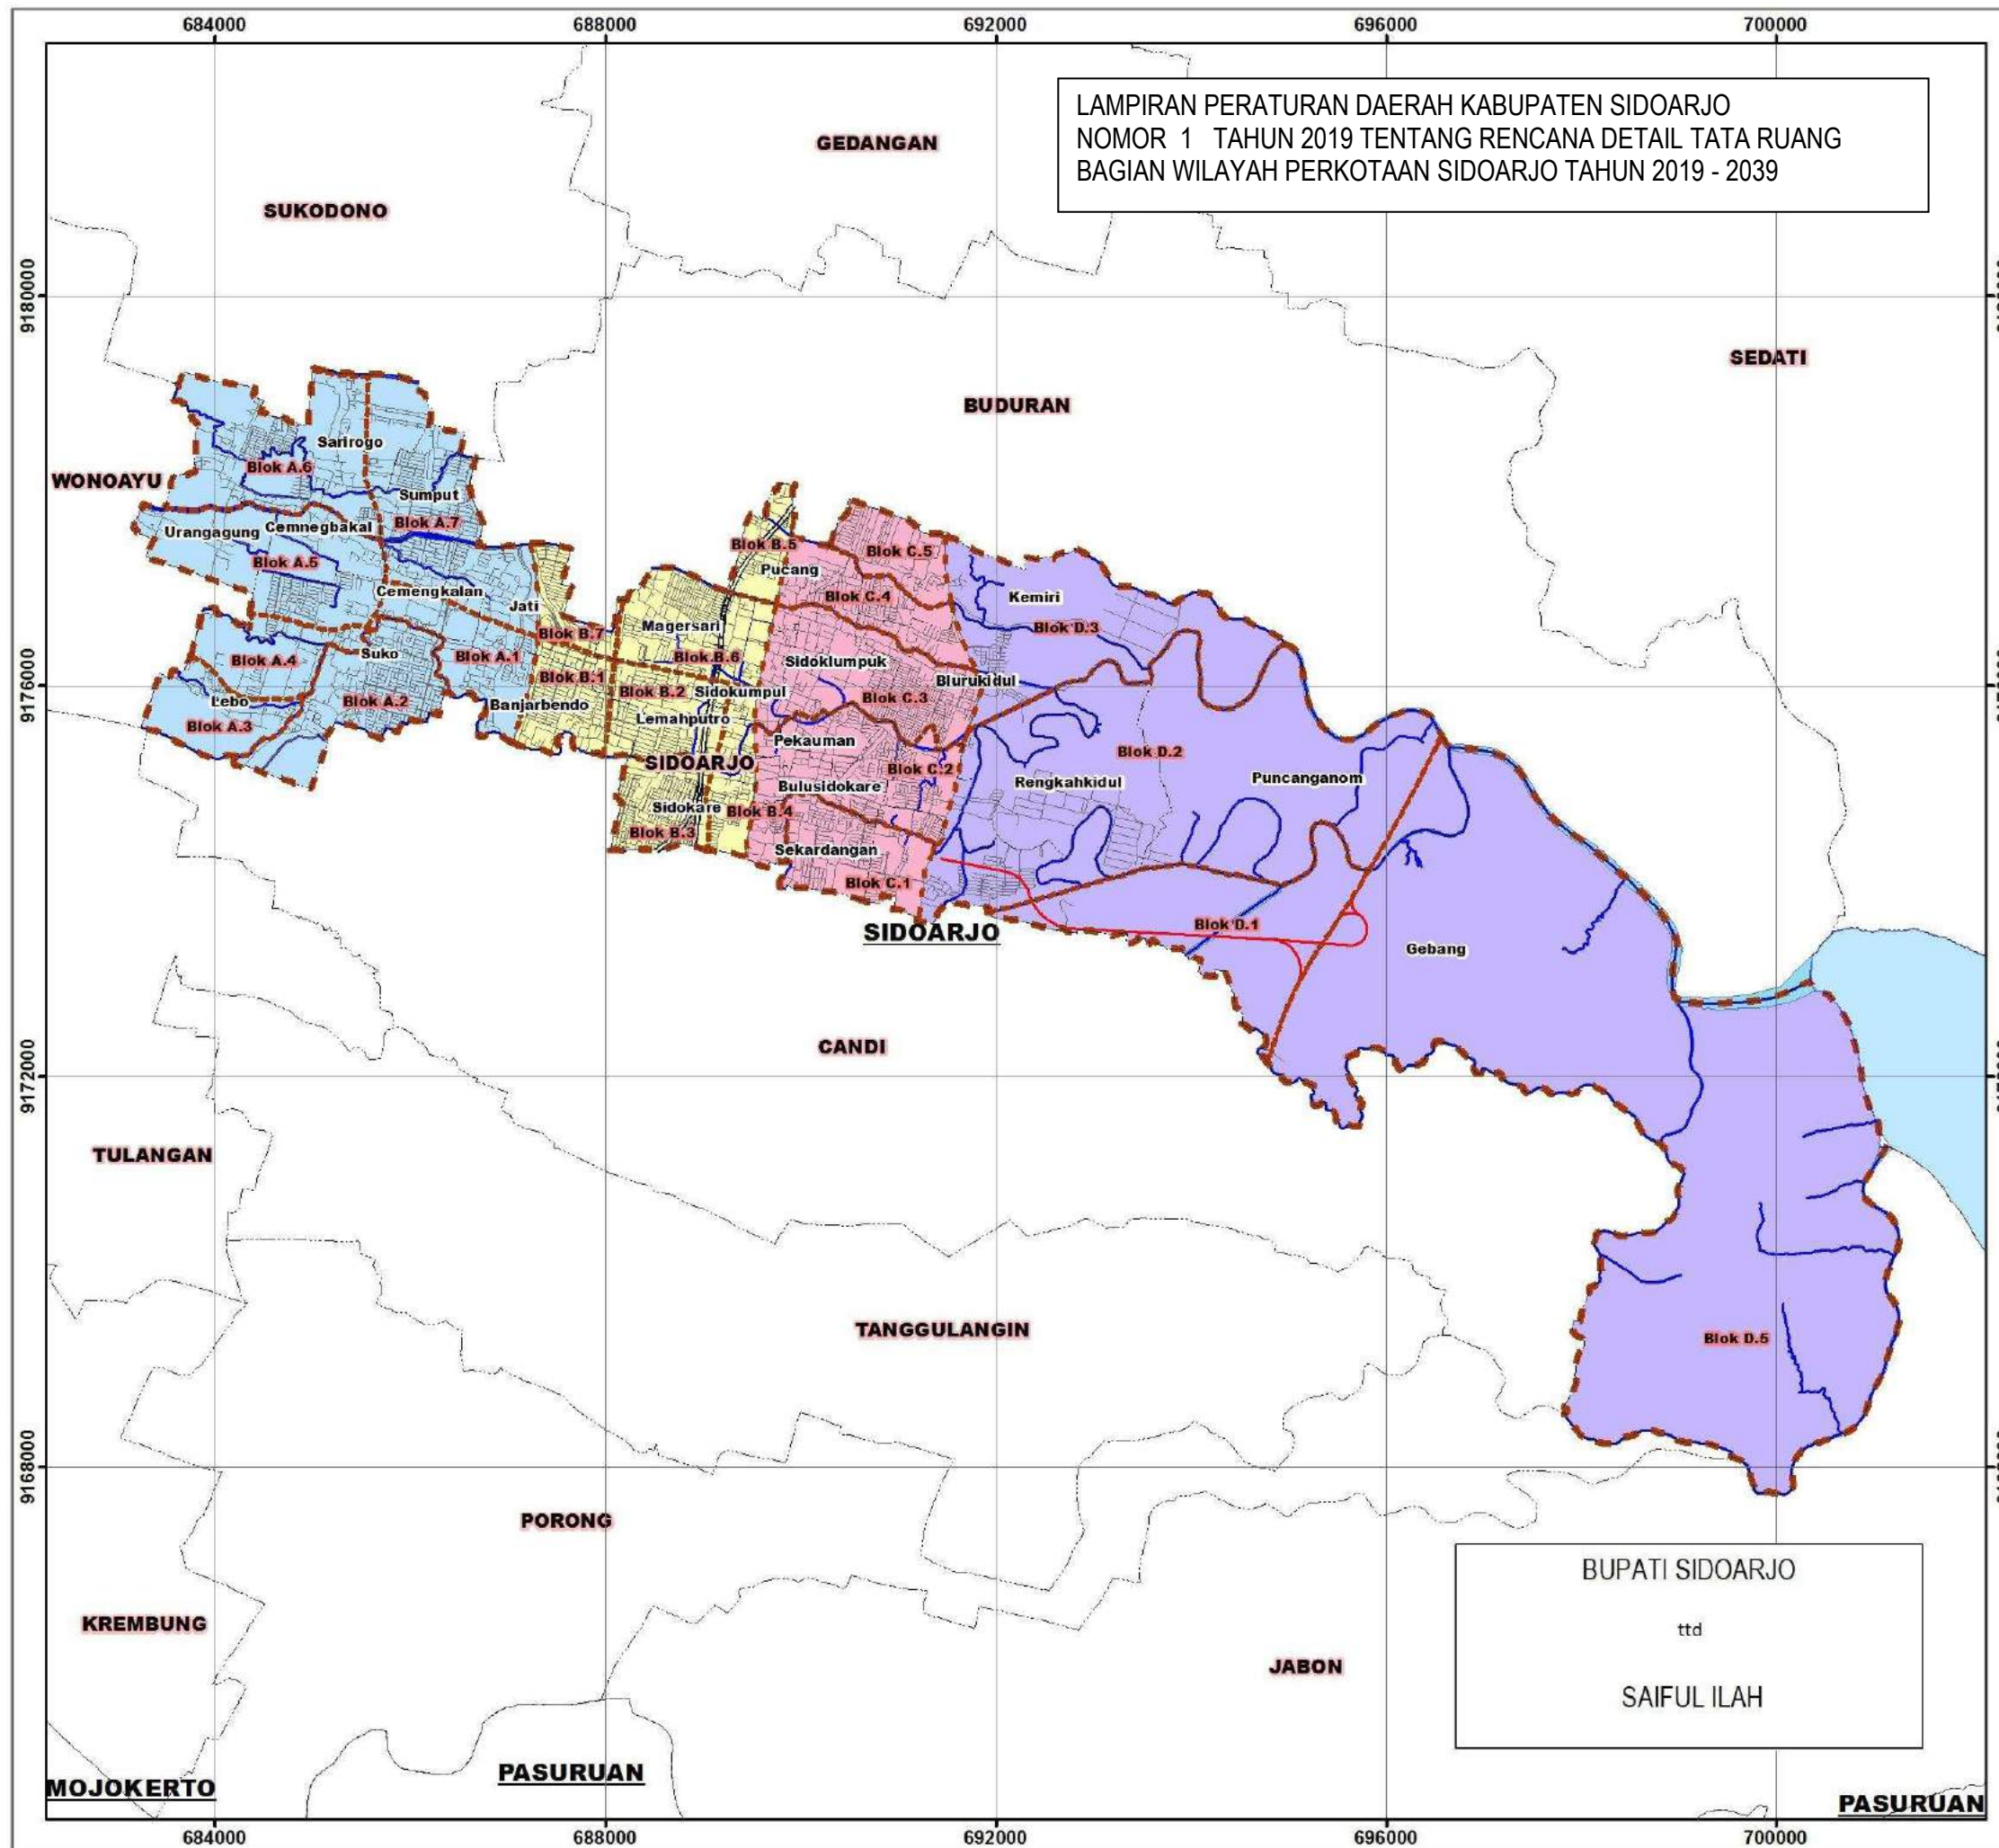 684000
688000
692000
696000
700000
LAMPIRAN PERATURAN DAERAH KABUPATEN SIDOARJO
NOMOR 1 TAHUN 2019 TENTANG RENCANA DETAIL TATA RUANG
BAGIAN WILAYAH PERKOTAAN SIDOARJO TAHUN 2019 - 2039
GEDANGAN
SUKODONO
9180000
SEDATI
BUDURAN
Sarirogo
Blok A.6
WONOAYU
Sumput
Blok A.7
Cemnegbakal
Urangagung
Blok A.5
Blok B.5
Blok C.5
Pucang
Cemengkalan
Blok C.4
Kemiri
Jati
Magersari
Blok D.3
Blok B.7
Suko
Blok A.1
Blok B.6
Blok A.4
Sidoklumpuk
Blok B.1
Blurukidul
9176000
Blok B.2
Sidokumpul
Blok C.3
Lebo
Blok A.2
Banjarbendo
Lemahputro
Blok A.3
Pekauman
Blok D.2
SIDOARJO
Blok C.2
Puncanganom
Rengkahkidul
Bulusidokare
Sidokare
Blok B.4
Blok B.3
Sekardangan
Blok C.1
Blok D.1
SIDOARJO
Gebang
CANDI
9172000
TULANGAN
TANGGULANGIN
Blok D.5
9168000
PORONG
BUPATI SIDOARJO
ttd
SAIFUL ILAH
KREMBUNG
JABON
PASURUAN
MOJOKERTO
PASURUAN
684000
688000
692000
696000
700000